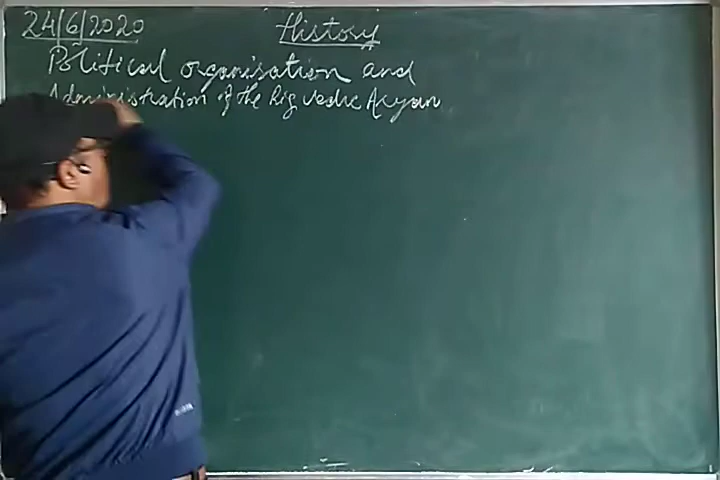 24/6/2020
History
Political organisation and
Administration of the Rig vedic Aryan